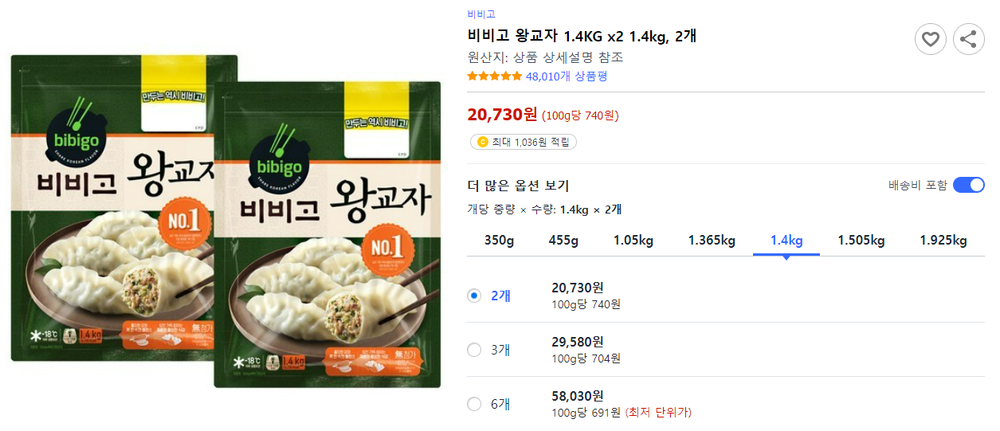 만두는 역시 비비고!
bibigo
SHARE KOREAN FLAVOR
비비고 왕교자
NO.1
-18℃
1.4 kg
無첨가
만두는 역시 비비고!
bibigo
SHARE KOREAN FLAVOR
비비고 왕교자
NO.1
-18℃
1.4 kg
無첨가
비비고
비비고 왕교자 1.4KG x2 1.4kg, 2개
원산지: 상품 상세설명 참조
48,010개 상품평
20,730원 (100g당 740원)
C 최대 1,036원 적립
더 많은 옵션 보기
배송비 포함
개당 중량 × 수량: 1.4kg × 2개
350g 455g 1.05kg 1.365kg 1.4kg 1.505kg 1.925kg
2개 20,730원
100g당 740원
3개 29,580원
100g당 704원
6개 58,030원
100g당 691원 (최저 단위가)